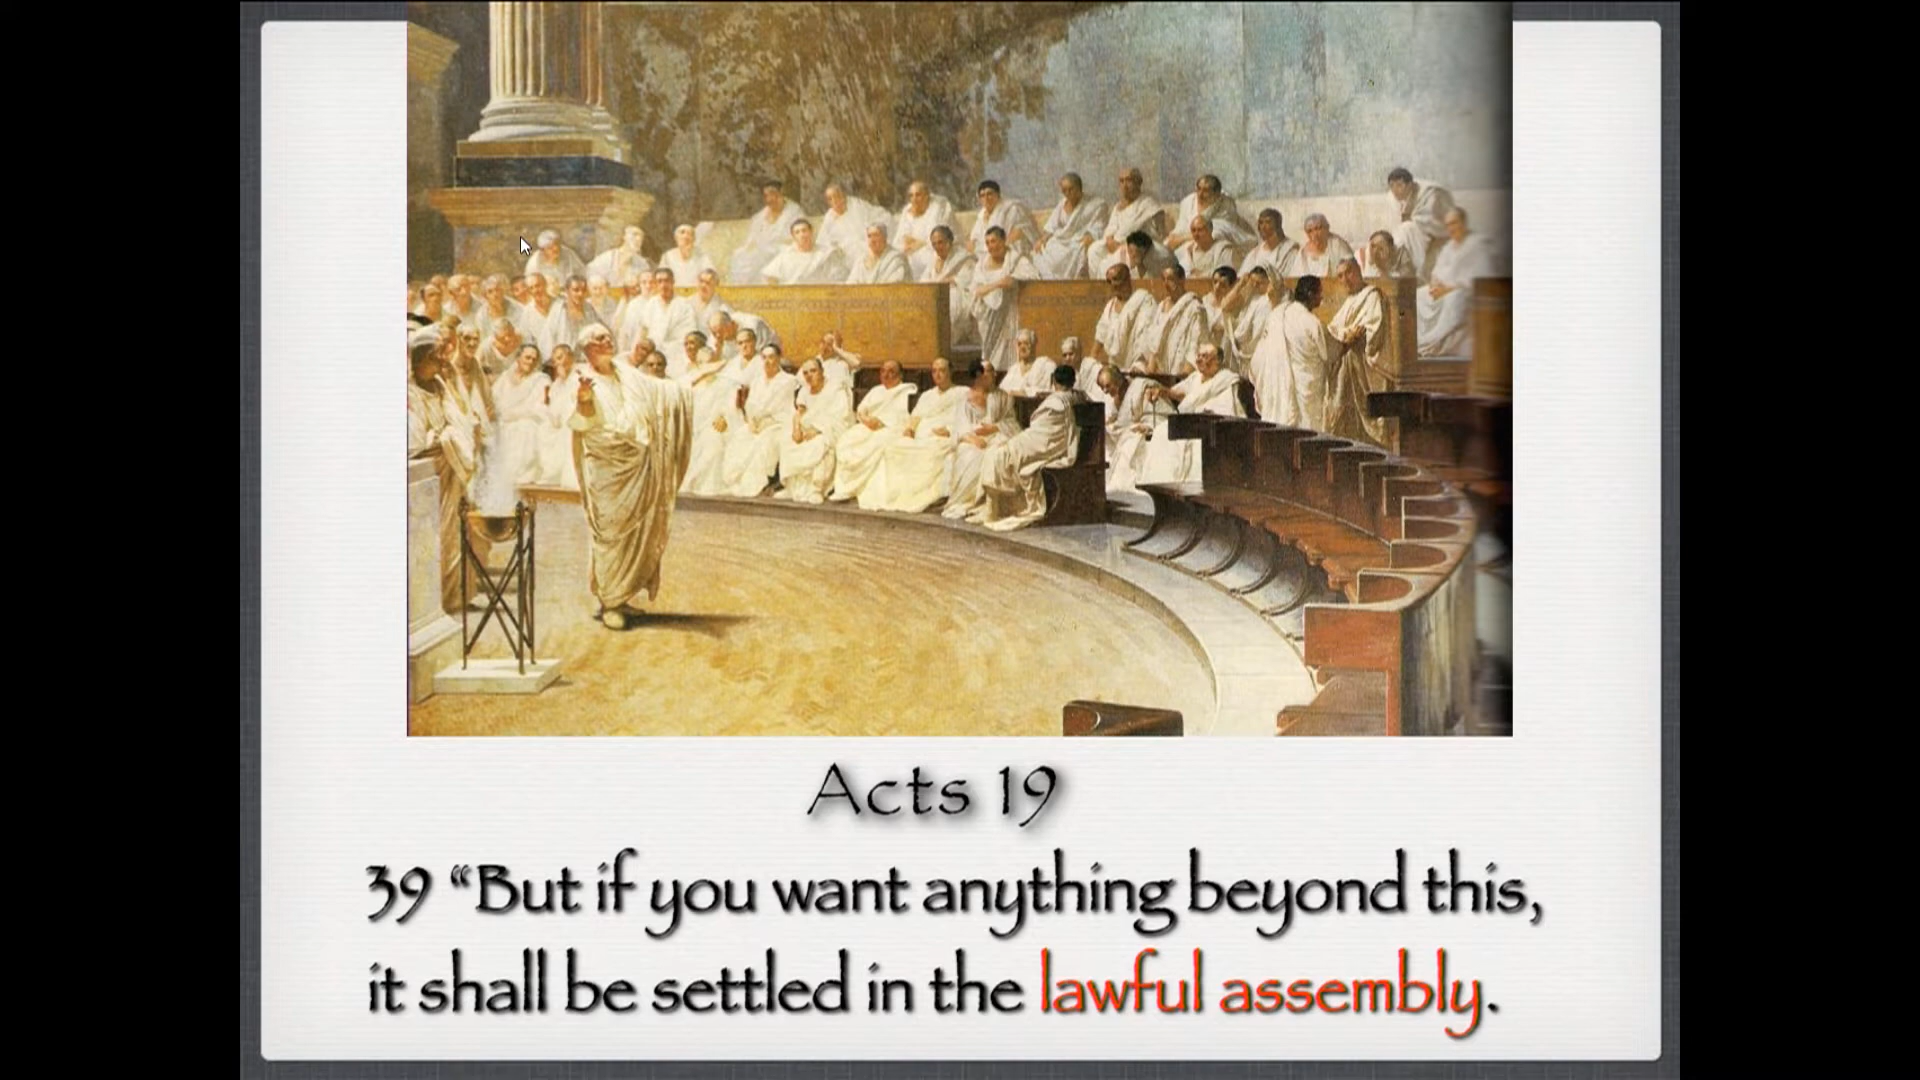 Acts 19
39 “But if you want anything beyond this,
it shall be settled in the lawful assembly.